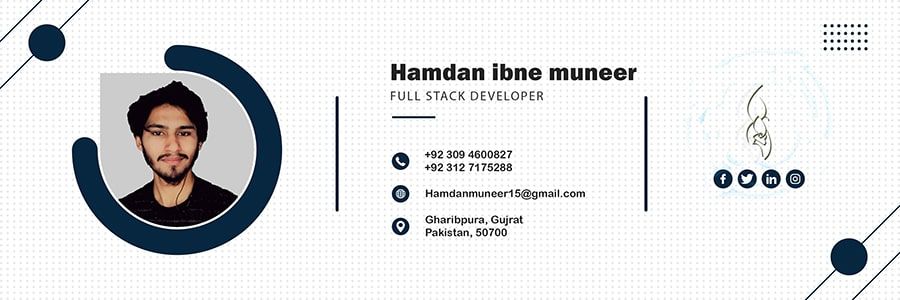 Hamdan ibne muneer
FULL STACK DEVELOPER
+92 309 4600827
+92 312 7175288
Hamdanmuneer15@gmail.com
Gharibpura, Gujrat
Pakistan, 50700